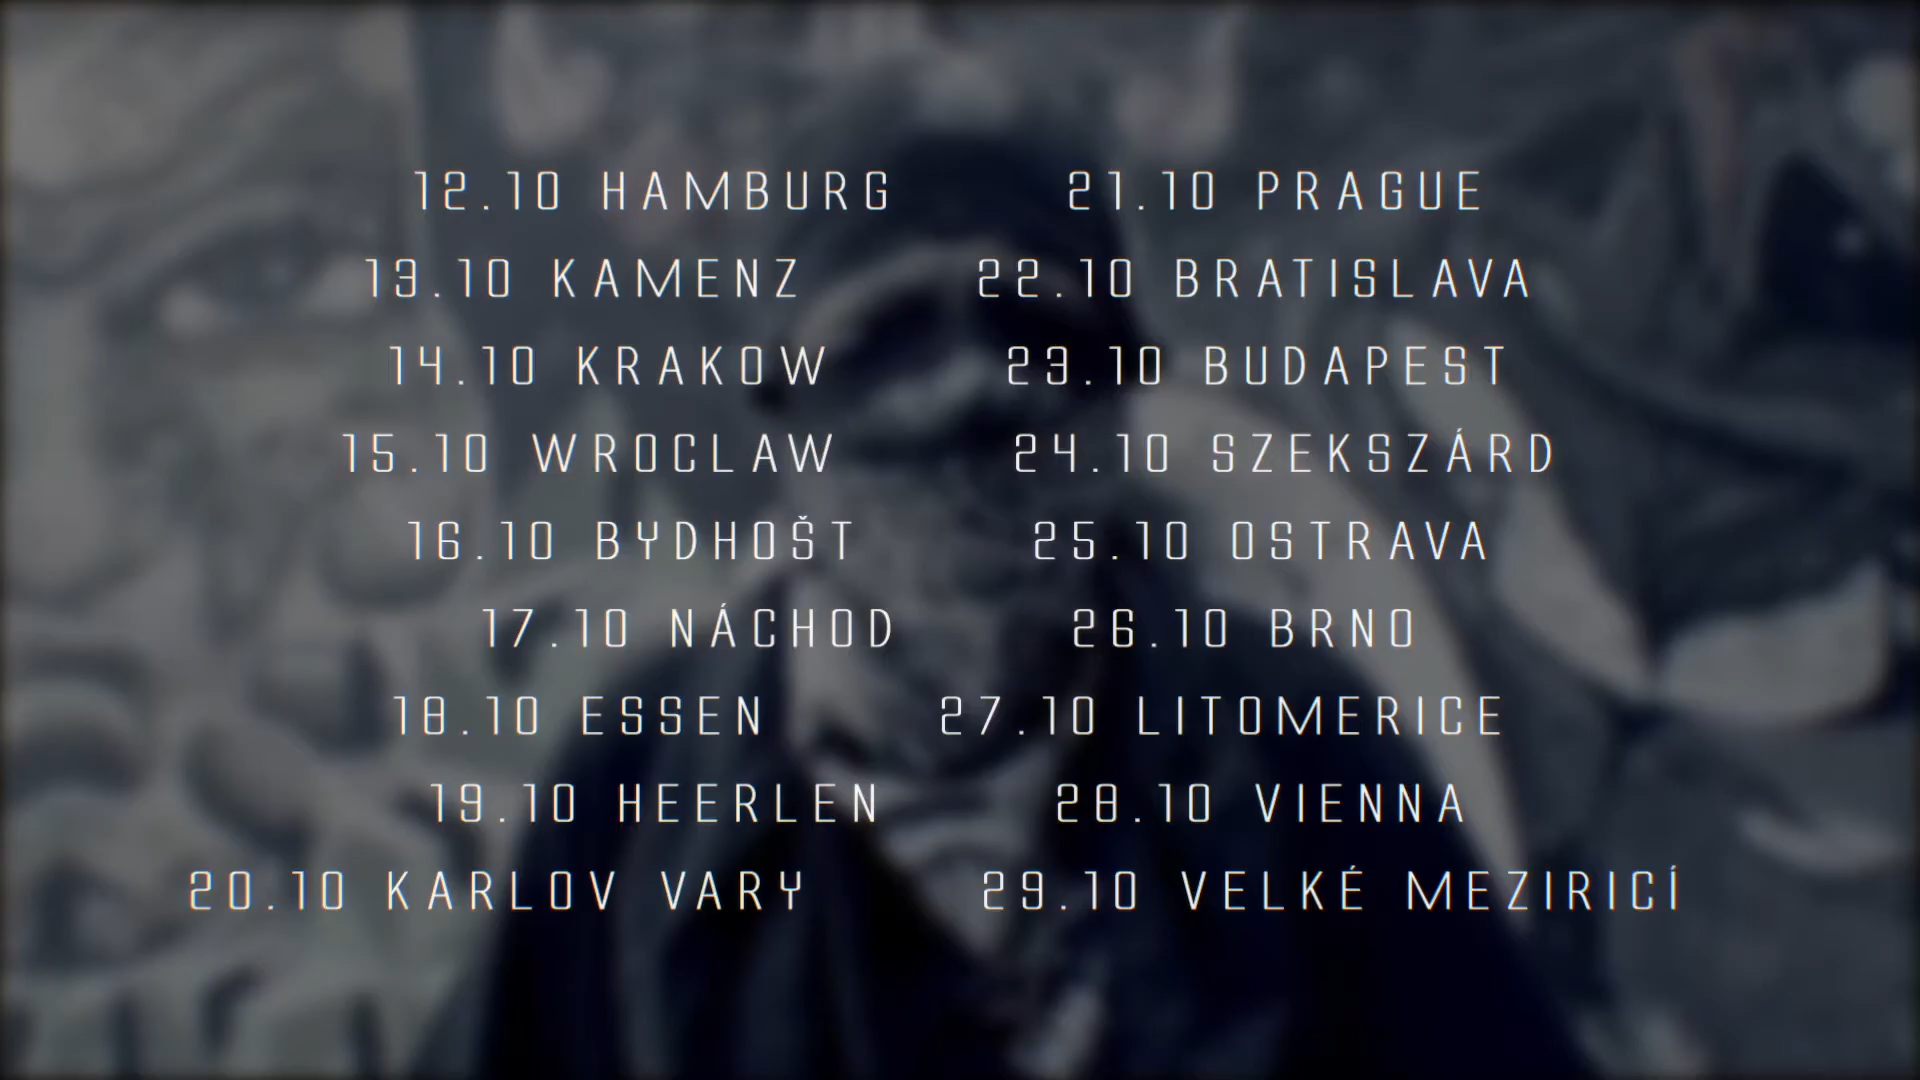 12.10 HAMBURG
13.10 KAMENZ
14.10 KRAKOW
15.10 WROCLAW
16.10 BYDHOŠT
17.10 NÁCHOD
18.10 ESSEN
19.10 HEERLEN
20.10 KARLOV VARY
21.10 PRAGUE
22.10 BRATISLAVA
23.10 BUDAPEST
24.10 SZEKSZÁRD
25.10 OSTRAVA
26.10 BRNO
27.10 LITOMERICE
28.10 VIENNA
29.10 VELKÉ MEZIRICÍ